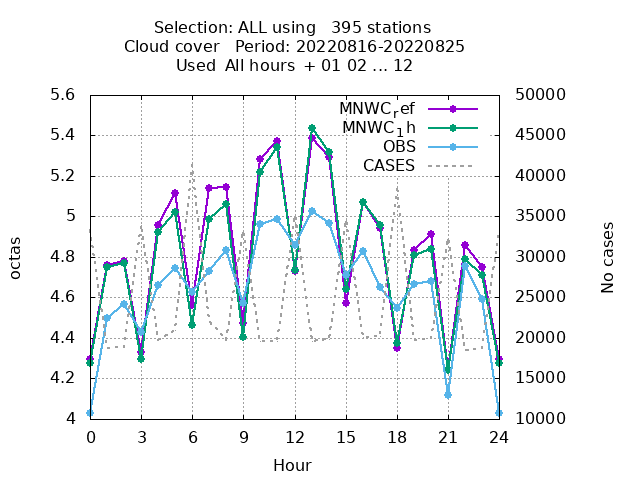 Selection: ALL using   395 stations
Cloud cover   Period: 20220816-20220825
Used  All hours  + 01 02 ... 12
5.6
5.4
5.2
5
4.8
4.6
4.4
4.2
4
octas
50000
45000
40000
35000
30000
25000
20000
15000
10000
No cases
MNWCref
MNWC1h
OBS
CASES
0 3 6 9 12 15 18 21 24
Hour